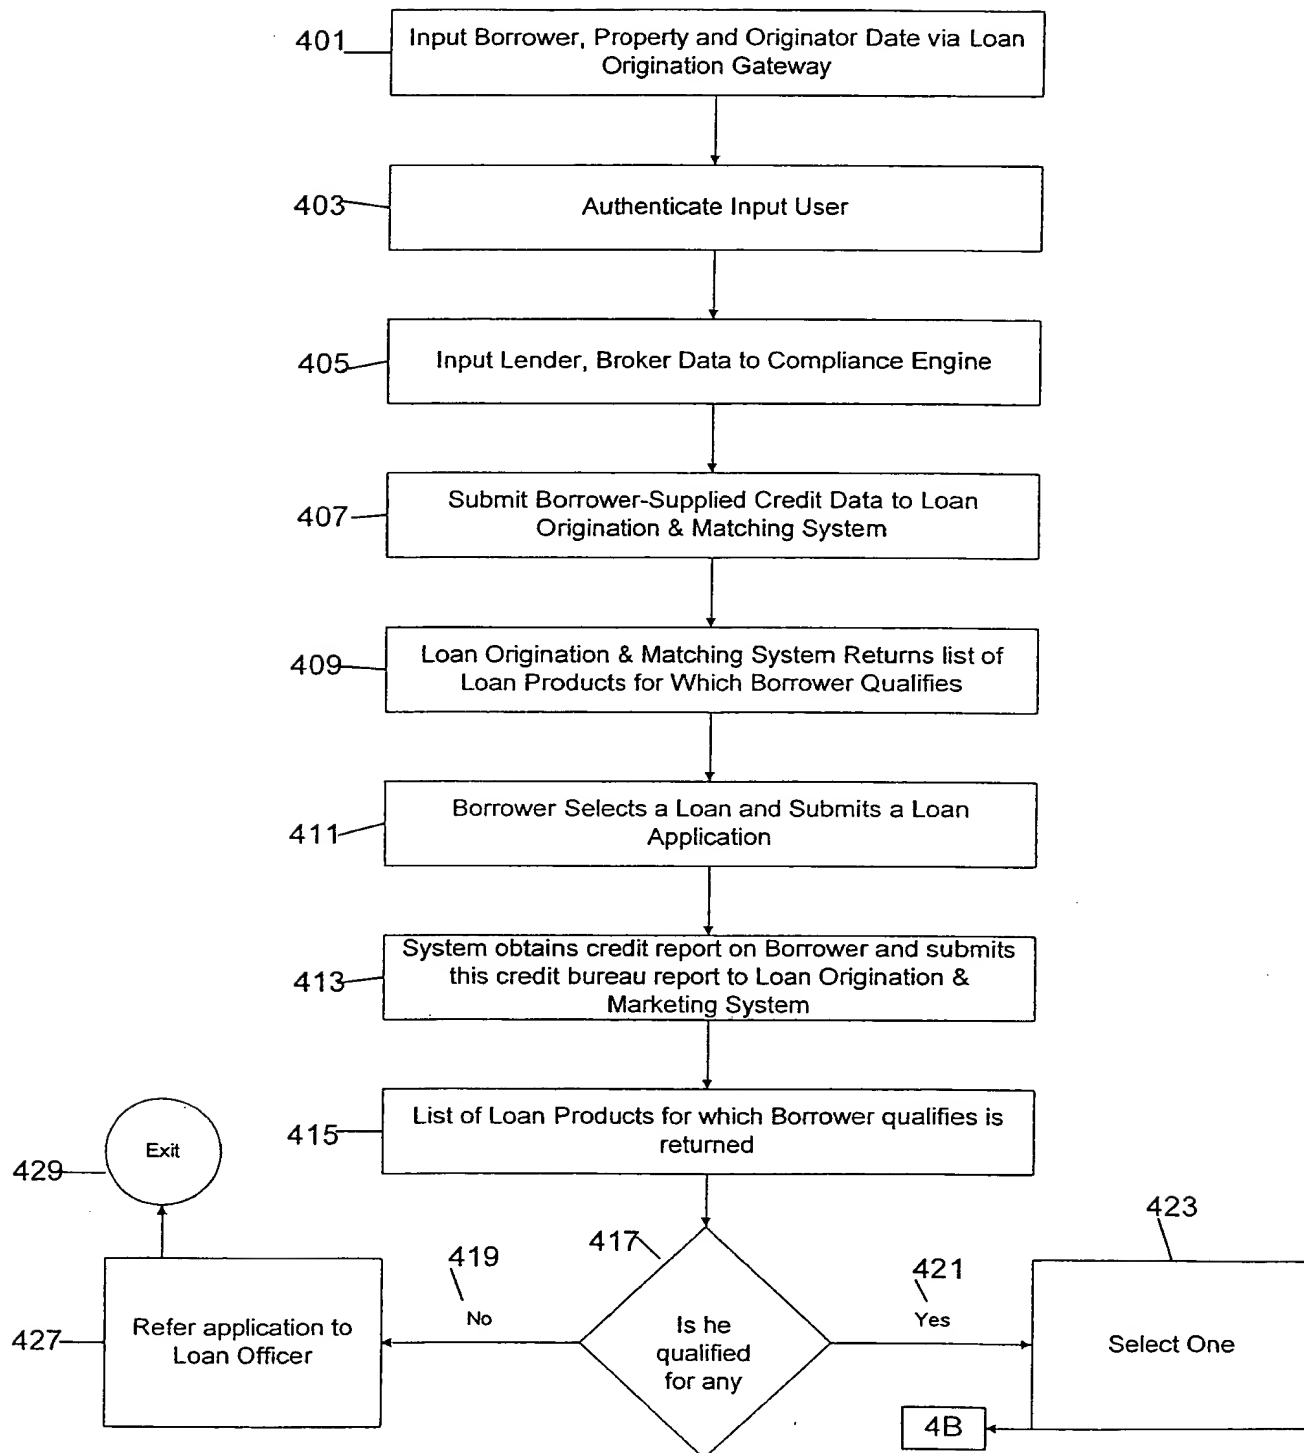 401
Input Borrower, Property and Originator Date via Loan
Origination Gateway
403
Authenticate Input User
405
Input Lender, Broker Data to Compliance Engine
407
Submit Borrower-Supplied Credit Data to Loan
Origination & Matching System
409
Loan Origination & Matching System Returns list of
Loan Products for Which Borrower Qualifies
411
Borrower Selects a Loan and Submits a Loan
Application
413
System obtains credit report on Borrower and submits
this credit bureau report to Loan Origination &
Marketing System
415
List of Loan Products for which Borrower qualifies is
returned
429
Exit
427
Refer application to
Loan Officer
419
No
417
Is he
qualified
for any
421
Yes
423
Select One
4B